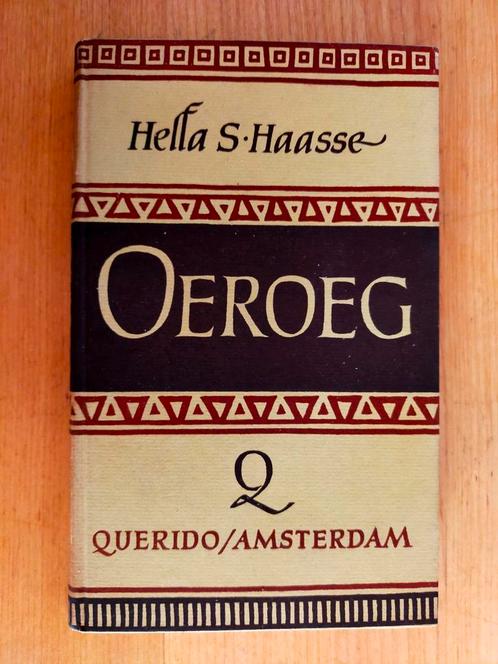 Hella S. Haasse
OEROEG
Q
QUERIDO/AMSTERDAM